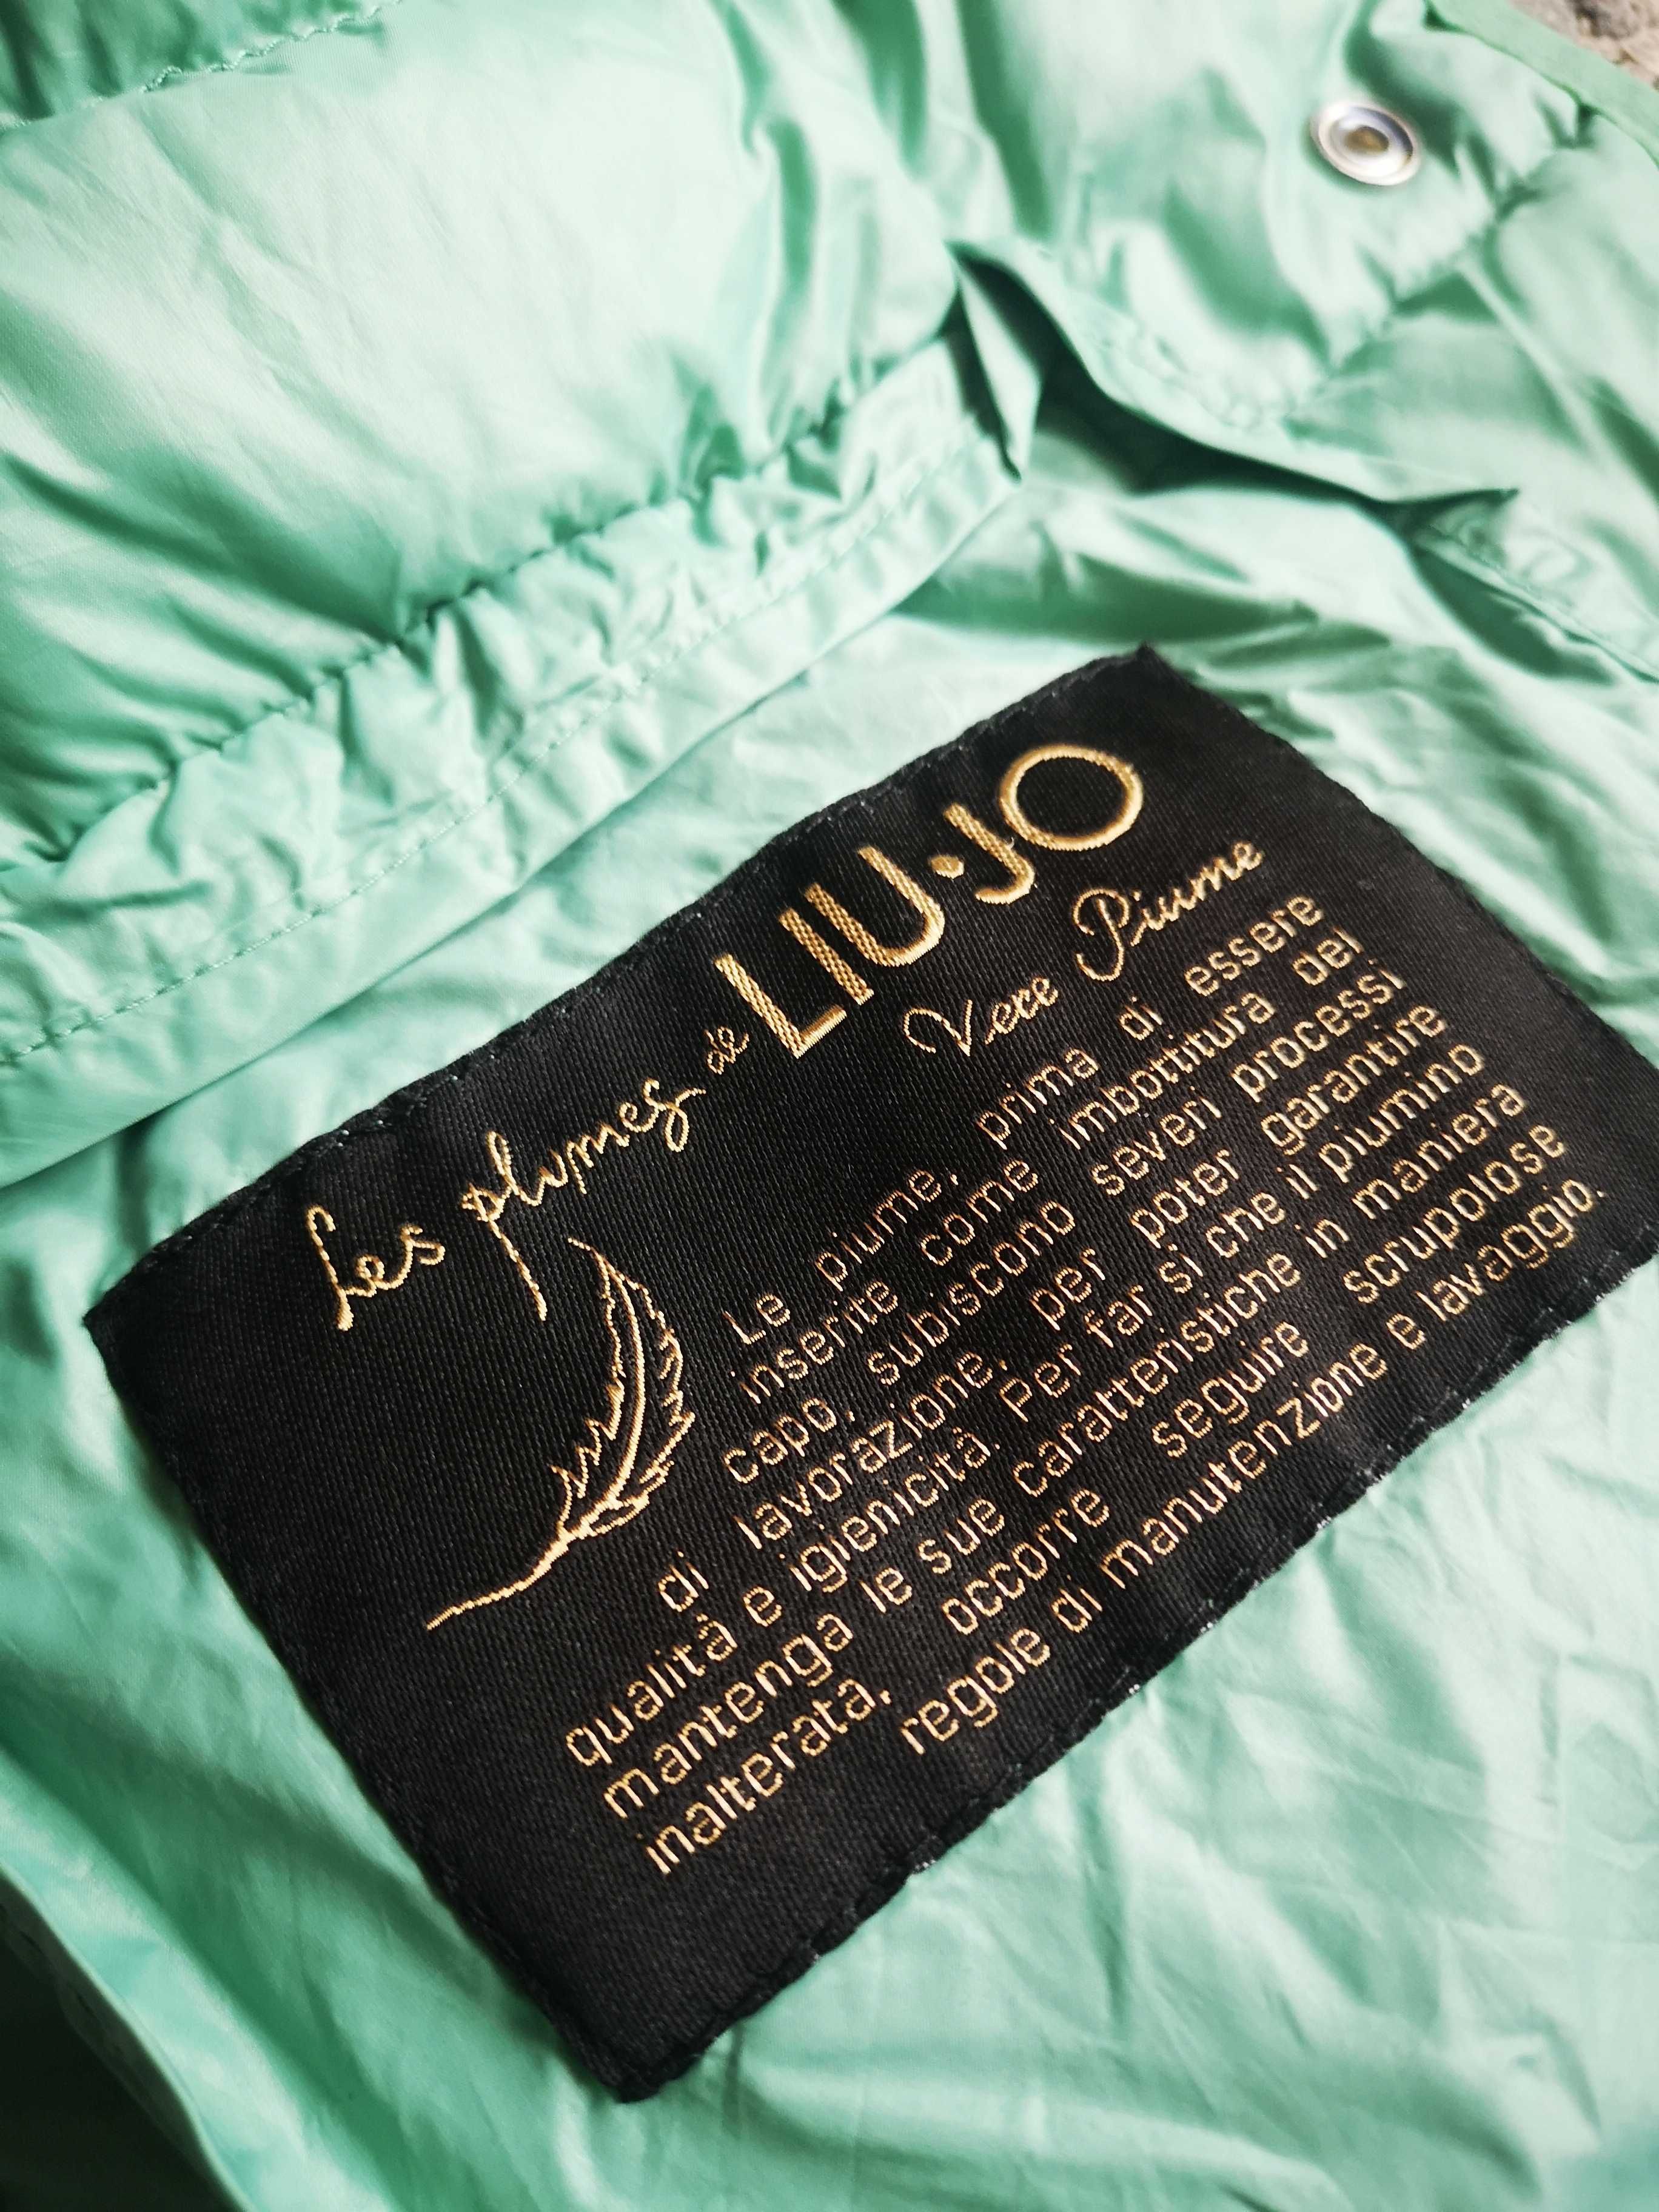 Les plumes de LIU·JO
Vere Piume
Le piume, prima di essere
inserite come imbottitura del
capo, subiscono severi processi
di lavorazione, per poter garantire
qualità e igienicità. Per far si che il piumino
mantenga le sue caratteristiche in maniera
inalterata, occorre seguire scrupolose
regole di manutenzione e lavaggio.